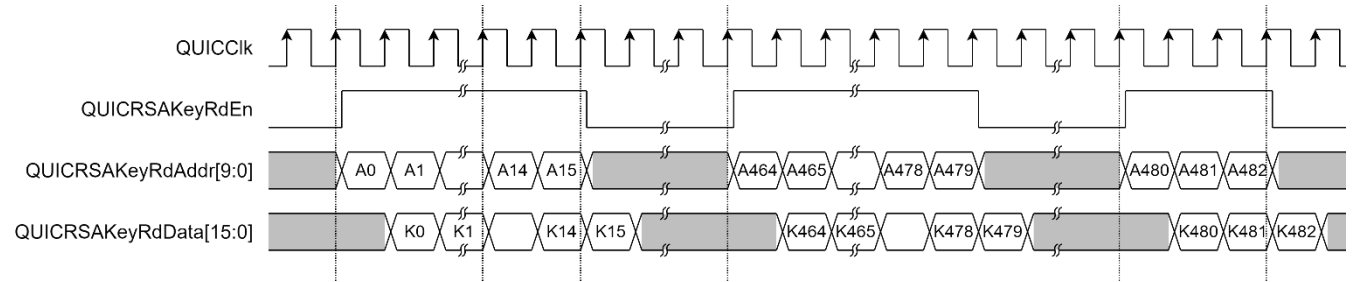 QUICClk
QUICRSAKeyRdEn
QUICRSAKeyRdAddr[9:0] A0 A1 A14 A15 A464 A465 A478 A479 A480 A481 A482
QUICRSAKeyRdData[15:0] K0 K1 K14 K15 K464 K465 K478 K479 K480 K481 K482